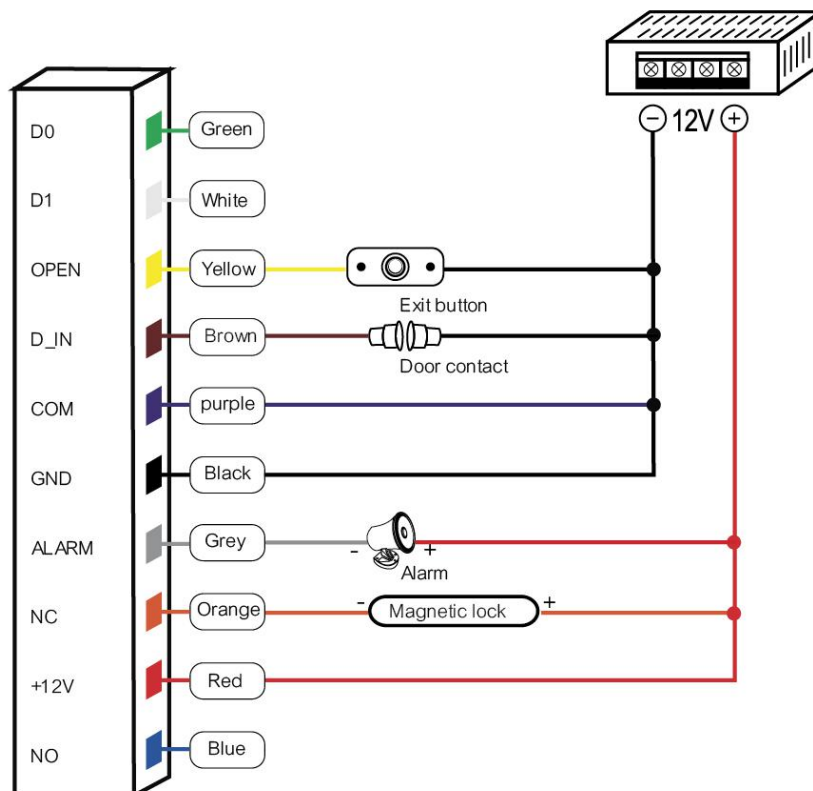 − 12V +
D0 Green
D1 White
OPEN Yellow
Exit button
D_IN Brown
Door contact
COM purple
GND Black
ALARM Grey - +
Alarm
NC Orange - Magnetic lock +
+12V Red
NO Blue